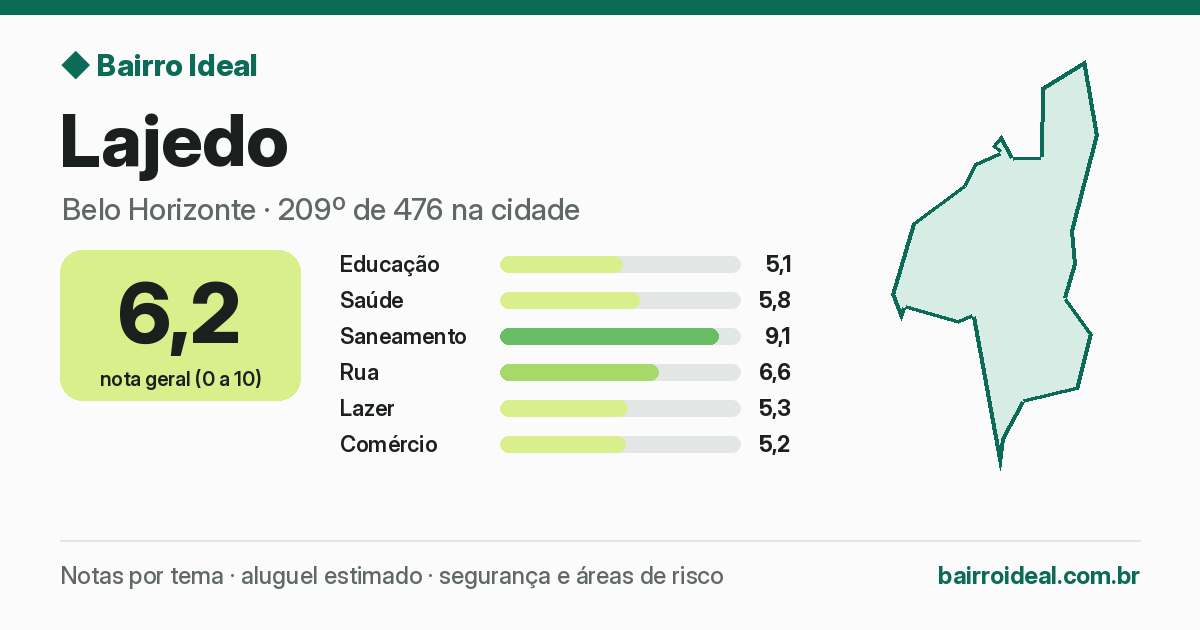 Bairro Ideal
Lajedo
Belo Horizonte · 209º de 476 na cidade
6,2
nota geral (0 a 10)
Educação 5,1
Saúde 5,8
Saneamento 9,1
Rua 6,6
Lazer 5,3
Comércio 5,2
Notas por tema · aluguel estimado · segurança e áreas de risco
bairroideal.com.br